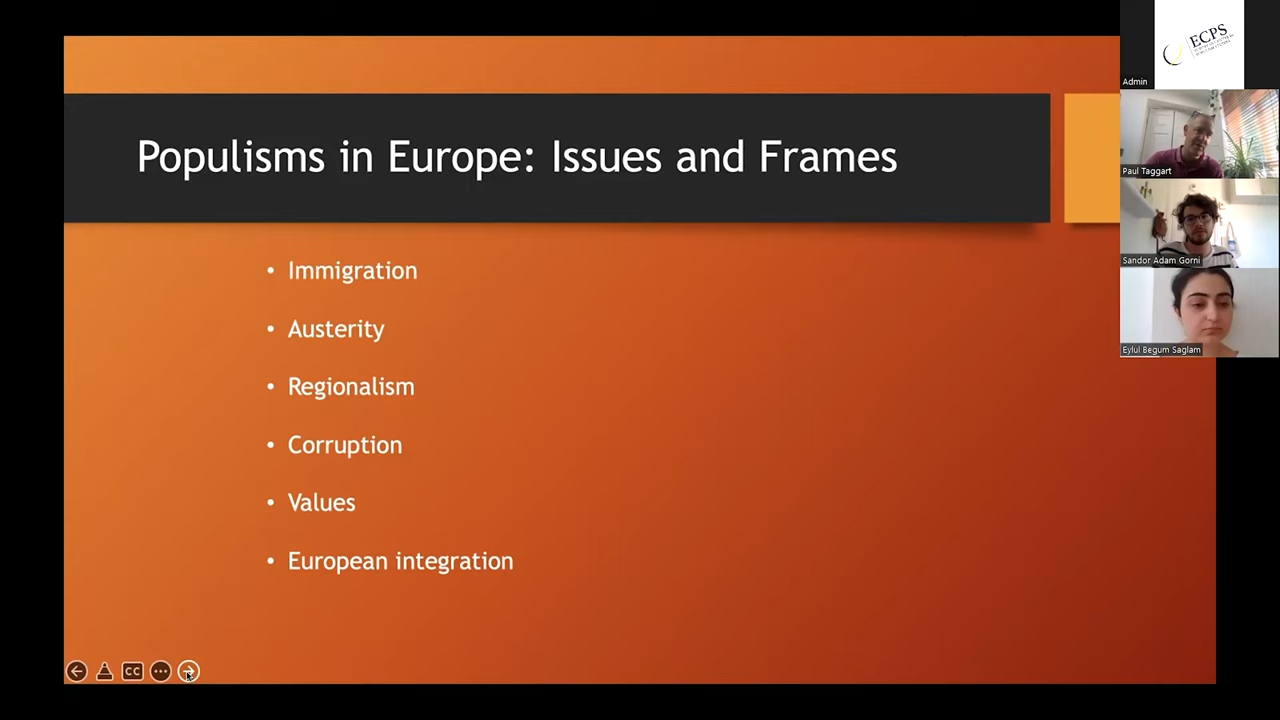 Populisms in Europe: Issues and Frames
• Immigration
• Austerity
• Regionalism
• Corruption
• Values
• European integration
CC
ECPS
Admin
Paul Taggart
Sandor Adam Gorni
Eylul Begum Saglam